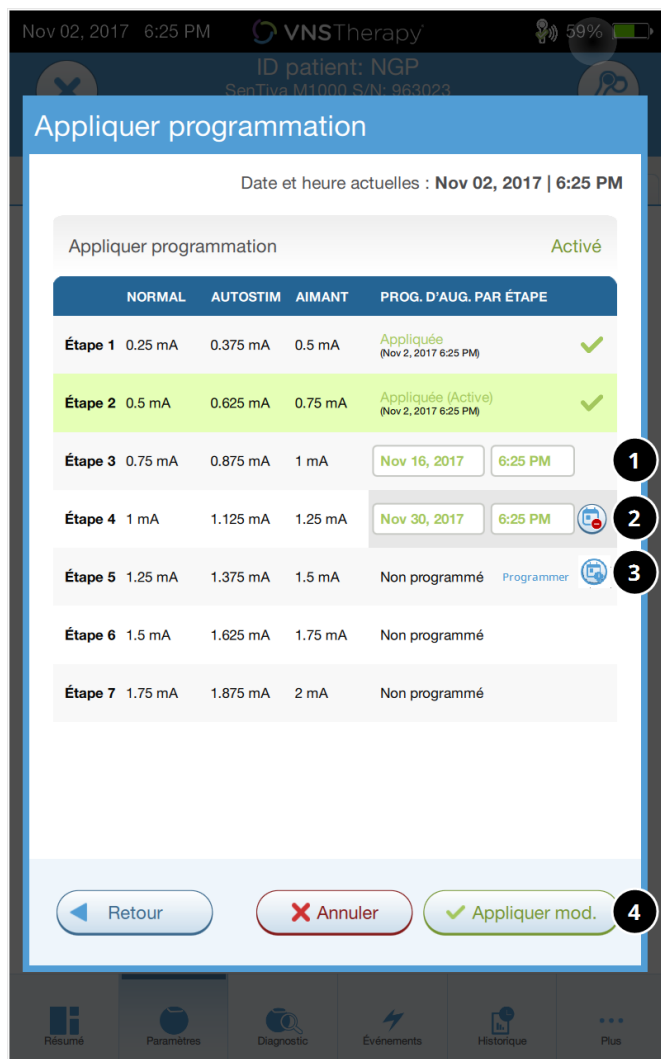 Nov 02, 2017 6:25 PM VNSTherapy 59%
ID patient: NGP
SenTiva M1000 S/N: 963023
Appliquer programmation
Date et heure actuelles : Nov 02, 2017 | 6:25 PM
Appliquer programmation Activé
NORMAL AUTOSTIM AIMANT PROG. D'AUG. PAR ÉTAPE
Étape 1 0.25 mA 0.375 mA 0.5 mA Appliquée
(Nov 2, 2017 6:25 PM)
Étape 2 0.5 mA 0.625 mA 0.75 mA Appliquée (Active)
(Nov 2, 2017 6:25 PM)
Étape 3 0.75 mA 0.875 mA 1 mA Nov 16, 2017 6:25 PM 1
Étape 4 1 mA 1.125 mA 1.25 mA Nov 30, 2017 6:25 PM 2
Étape 5 1.25 mA 1.375 mA 1.5 mA Non programmé Programmer 3
Étape 6 1.5 mA 1.625 mA 1.75 mA Non programmé
Étape 7 1.75 mA 1.875 mA 2 mA Non programmé
Retour Annuler Appliquer mod. 4
Résumé Paramètres Diagnostic Événements Historique Plus